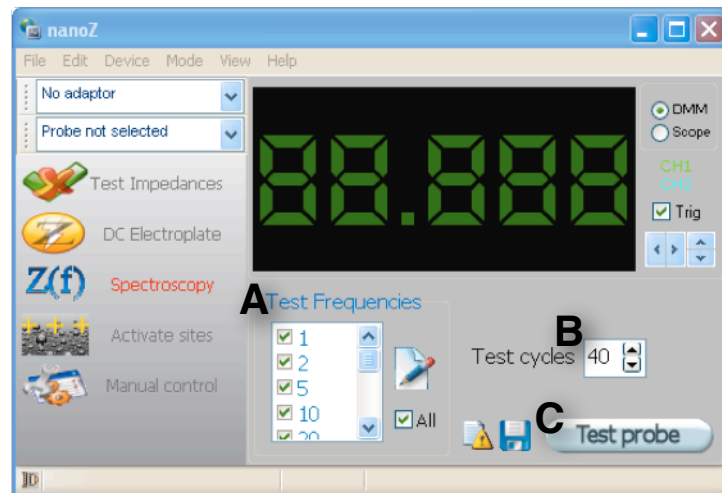 nanoZ
File Edit Device Mode View Help
No adaptor
Probe not selected
88.888
DMM
Scope
CH1
CH2
Trig
Test Impedances
DC Electroplate
Z(f) Spectroscopy
Activate sites
Manual control
A
Test Frequencies
1
2
5
10
20
All
B
Test cycles 40
C
Test probe